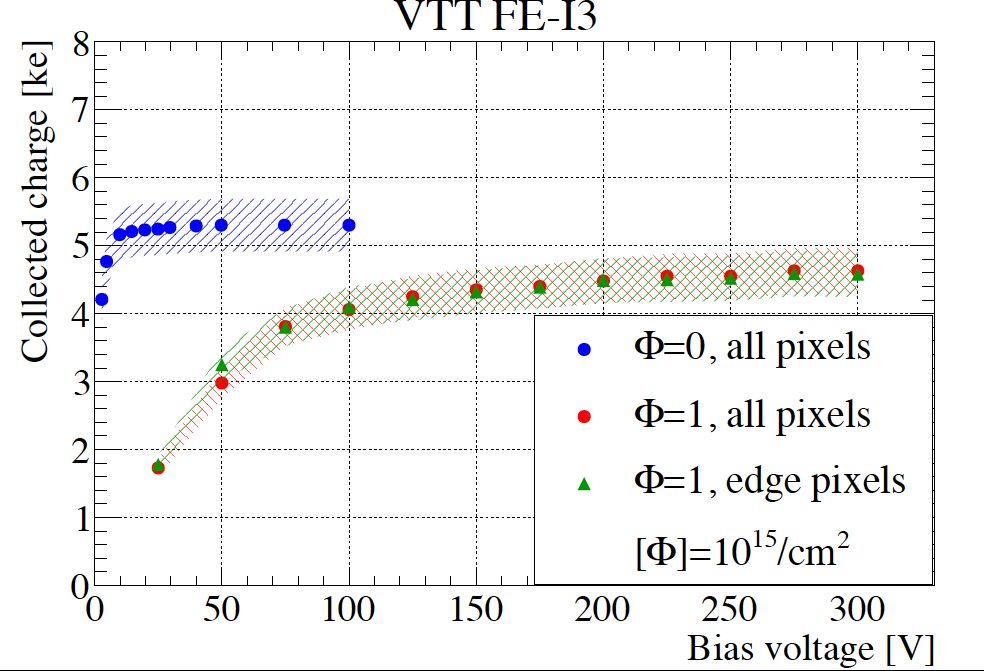 VTT FE-I3
Collected charge [ke]
8
7
6
5
4
3
2
1
0
0 50 100 150 200 250 300
Bias voltage [V]
Φ=0, all pixels
Φ=1, all pixels
Φ=1, edge pixels
[Φ]=10¹⁵/cm²